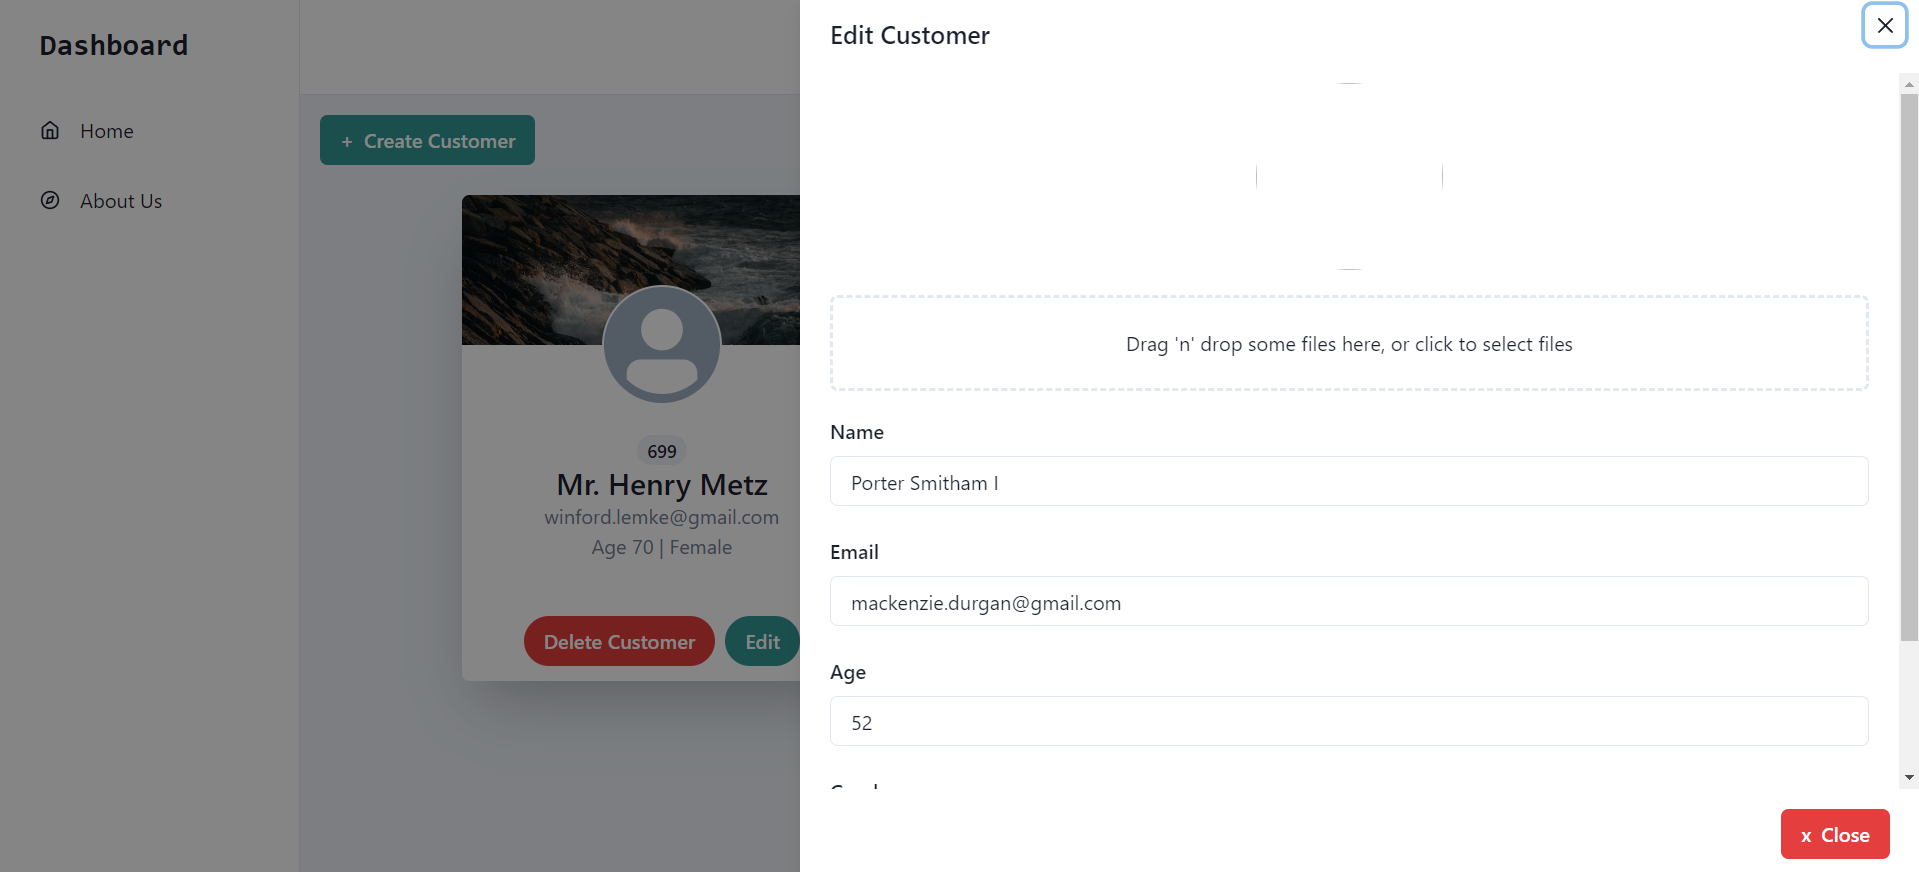 Dashboard
Home
About Us
+ Create Customer
699
Mr. Henry Metz
winford.lemke@gmail.com
Age 70 | Female
Delete Customer
Edit
Edit Customer
Drag 'n' drop some files here, or click to select files
Name
Porter Smitham I
Email
mackenzie.durgan@gmail.com
Age
52
x Close